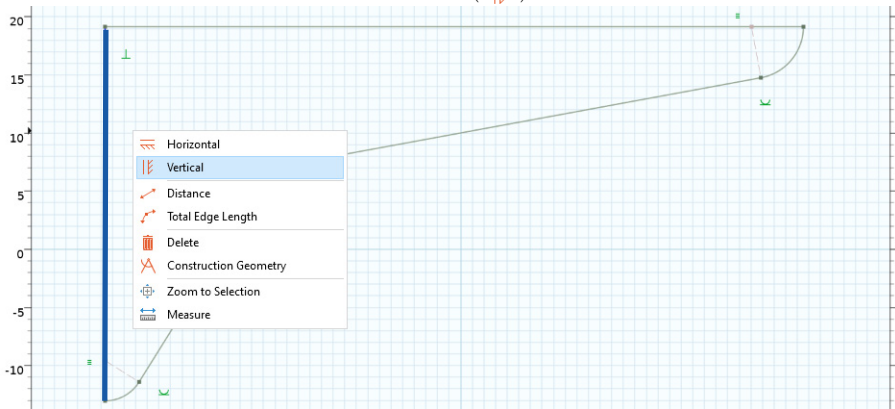 20
15
10
5
0
-5
-10
Horizontal
Vertical
Distance
Total Edge Length
Delete
Construction Geometry
Zoom to Selection
Measure